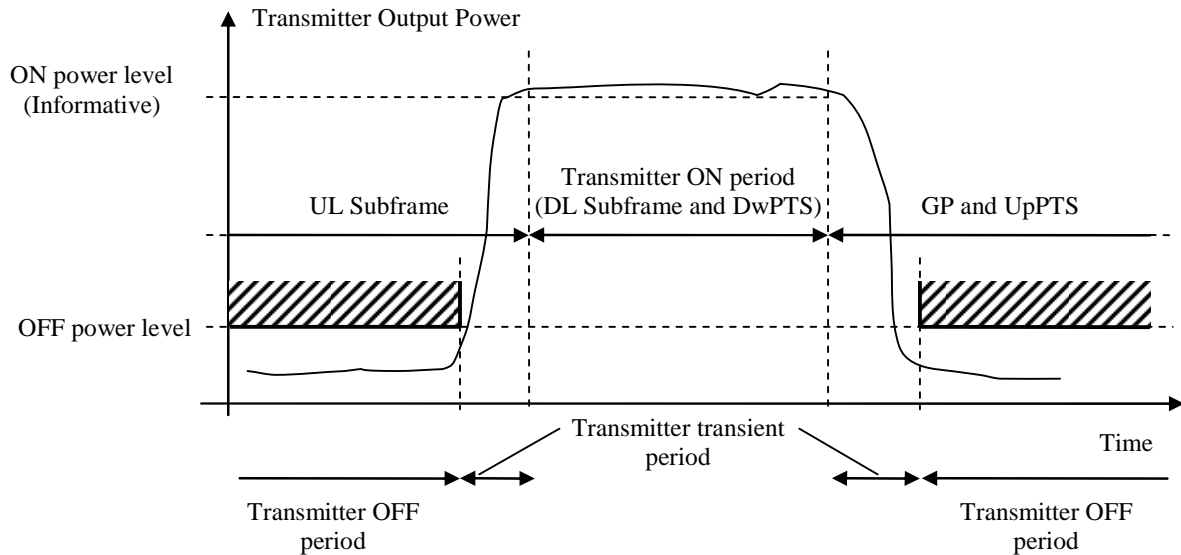 Transmitter Output Power
ON power level
(Informative)
UL Subframe
Transmitter ON period
(DL Subframe and DwPTS)
GP and UpPTS
OFF power level
Transmitter transient
period
Time
Transmitter OFF
period
Transmitter OFF
period